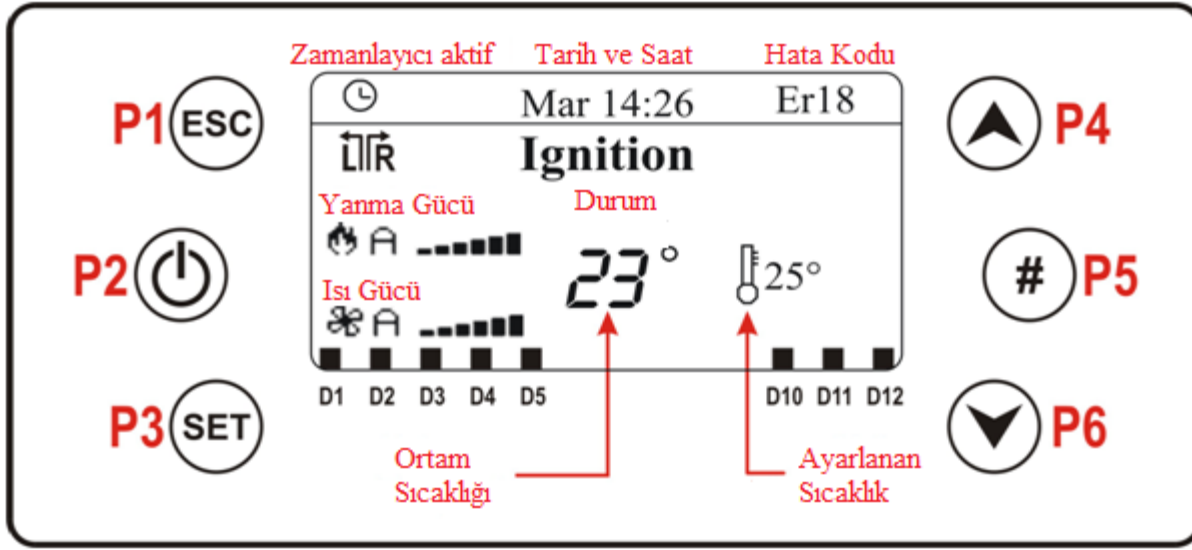 Zamanlayıcı aktif Tarih ve Saat Hata Kodu
Mar 14:26 Er18
P1 ESC
P4
L R Ignition
Yanma Gücü Durum
A
P2
23° 25°
# P5
Isı Gücü
A
D1 D2 D3 D4 D5 D10 D11 D12
P3 SET
P6
Ortam
Sıcaklığı
Ayarlanan
Sıcaklık